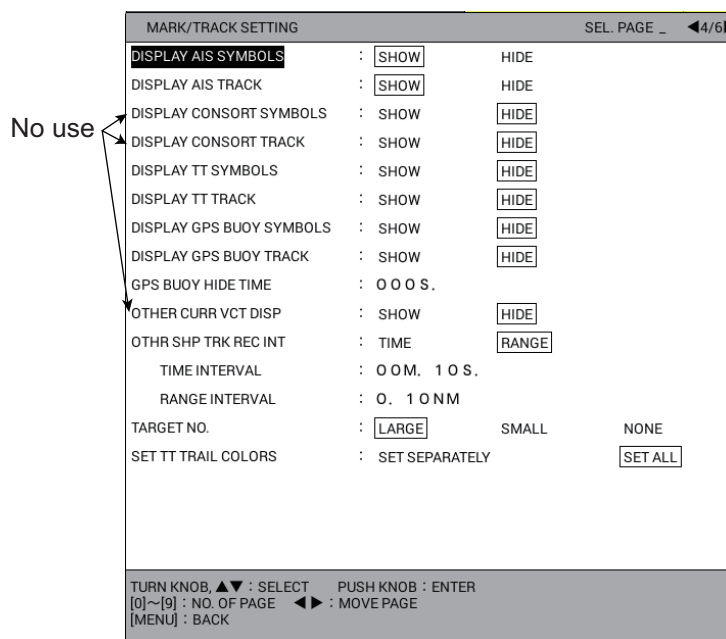 MARK/TRACK SETTING SEL. PAGE _ ◀4/6
DISPLAY AIS SYMBOLS : SHOW HIDE
DISPLAY AIS TRACK : SHOW HIDE
No use
DISPLAY CONSORT SYMBOLS : SHOW HIDE
DISPLAY CONSORT TRACK : SHOW HIDE
DISPLAY TT SYMBOLS : SHOW HIDE
DISPLAY TT TRACK : SHOW HIDE
DISPLAY GPS BUOY SYMBOLS : SHOW HIDE
DISPLAY GPS BUOY TRACK : SHOW HIDE
GPS BUOY HIDE TIME : 000S.
OTHER CURR VCT DISP : SHOW HIDE
OTHR SHP TRK REC INT : TIME RANGE
TIME INTERVAL : 00M. 10S.
RANGE INTERVAL : 0. 10NM
TARGET NO. : LARGE SMALL NONE
SET TT TRAIL COLORS : SET SEPARATELY SET ALL
TURN KNOB, ▲▼ : SELECT PUSH KNOB : ENTER
[0]~[9] : NO. OF PAGE ◀ ▶ : MOVE PAGE
[MENU] : BACK